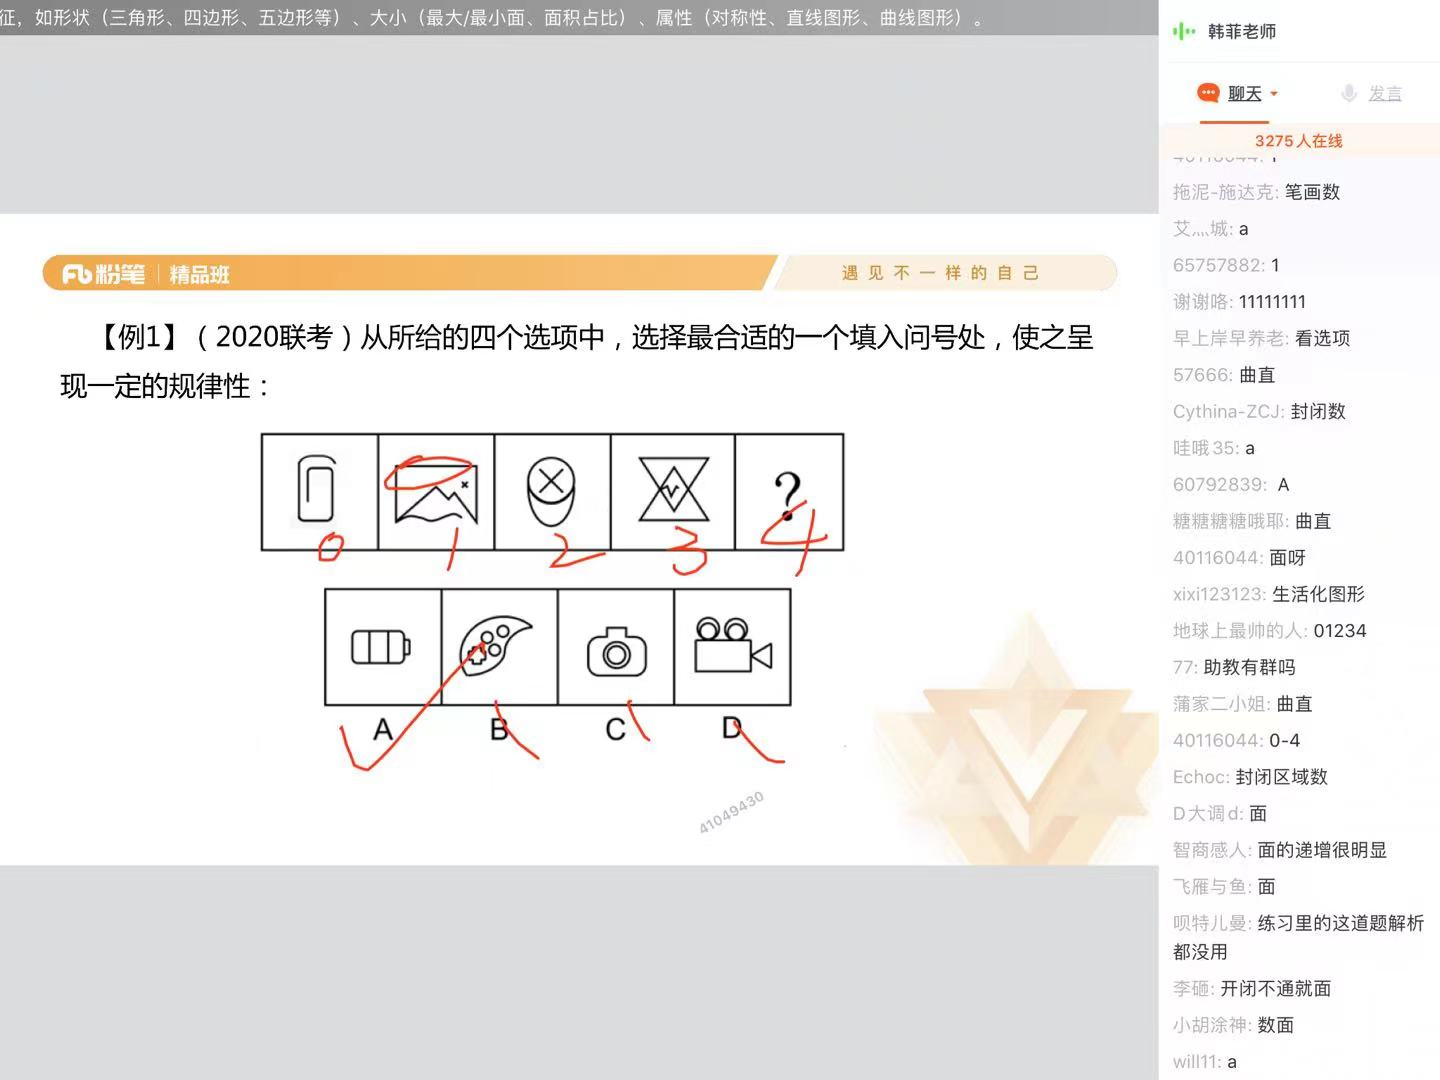 征，如形状（三角形、四边形、五边形等）、大小（最大/最小面、面积占比）、属性（对称性、直线图形、曲线图形）。
粉笔 精品班
遇见不一样的自己
【例1】（2020联考）从所给的四个选项中，选择最合适的一个填入问号处，使之呈
现一定的规律性：
?
0 1 2 3 4
A B C D
41049430
韩菲老师
聊天 发言
3275人在线
40116044: 1
拖泥-施达克: 笔画数
艾灬城: a
65757882: 1
谢谢咯: 11111111
早上岸早养老: 看选项
57666: 曲直
Cythina-ZCJ: 封闭数
哇哦35: a
60792839: A
糖糖糖糖哦耶: 曲直
40116044: 面呀
xixi123123: 生活化图形
地球上最帅的人: 01234
77: 助教有群吗
蒲家二小姐: 曲直
40116044: 0-4
Echoc: 封闭区域数
D大调d: 面
智商感人: 面的递增很明显
飞雁与鱼: 面
呗特儿曼: 练习里的这道题解析
都没用
李砸: 开闭不通就面
小胡涂神: 数面
will11: a